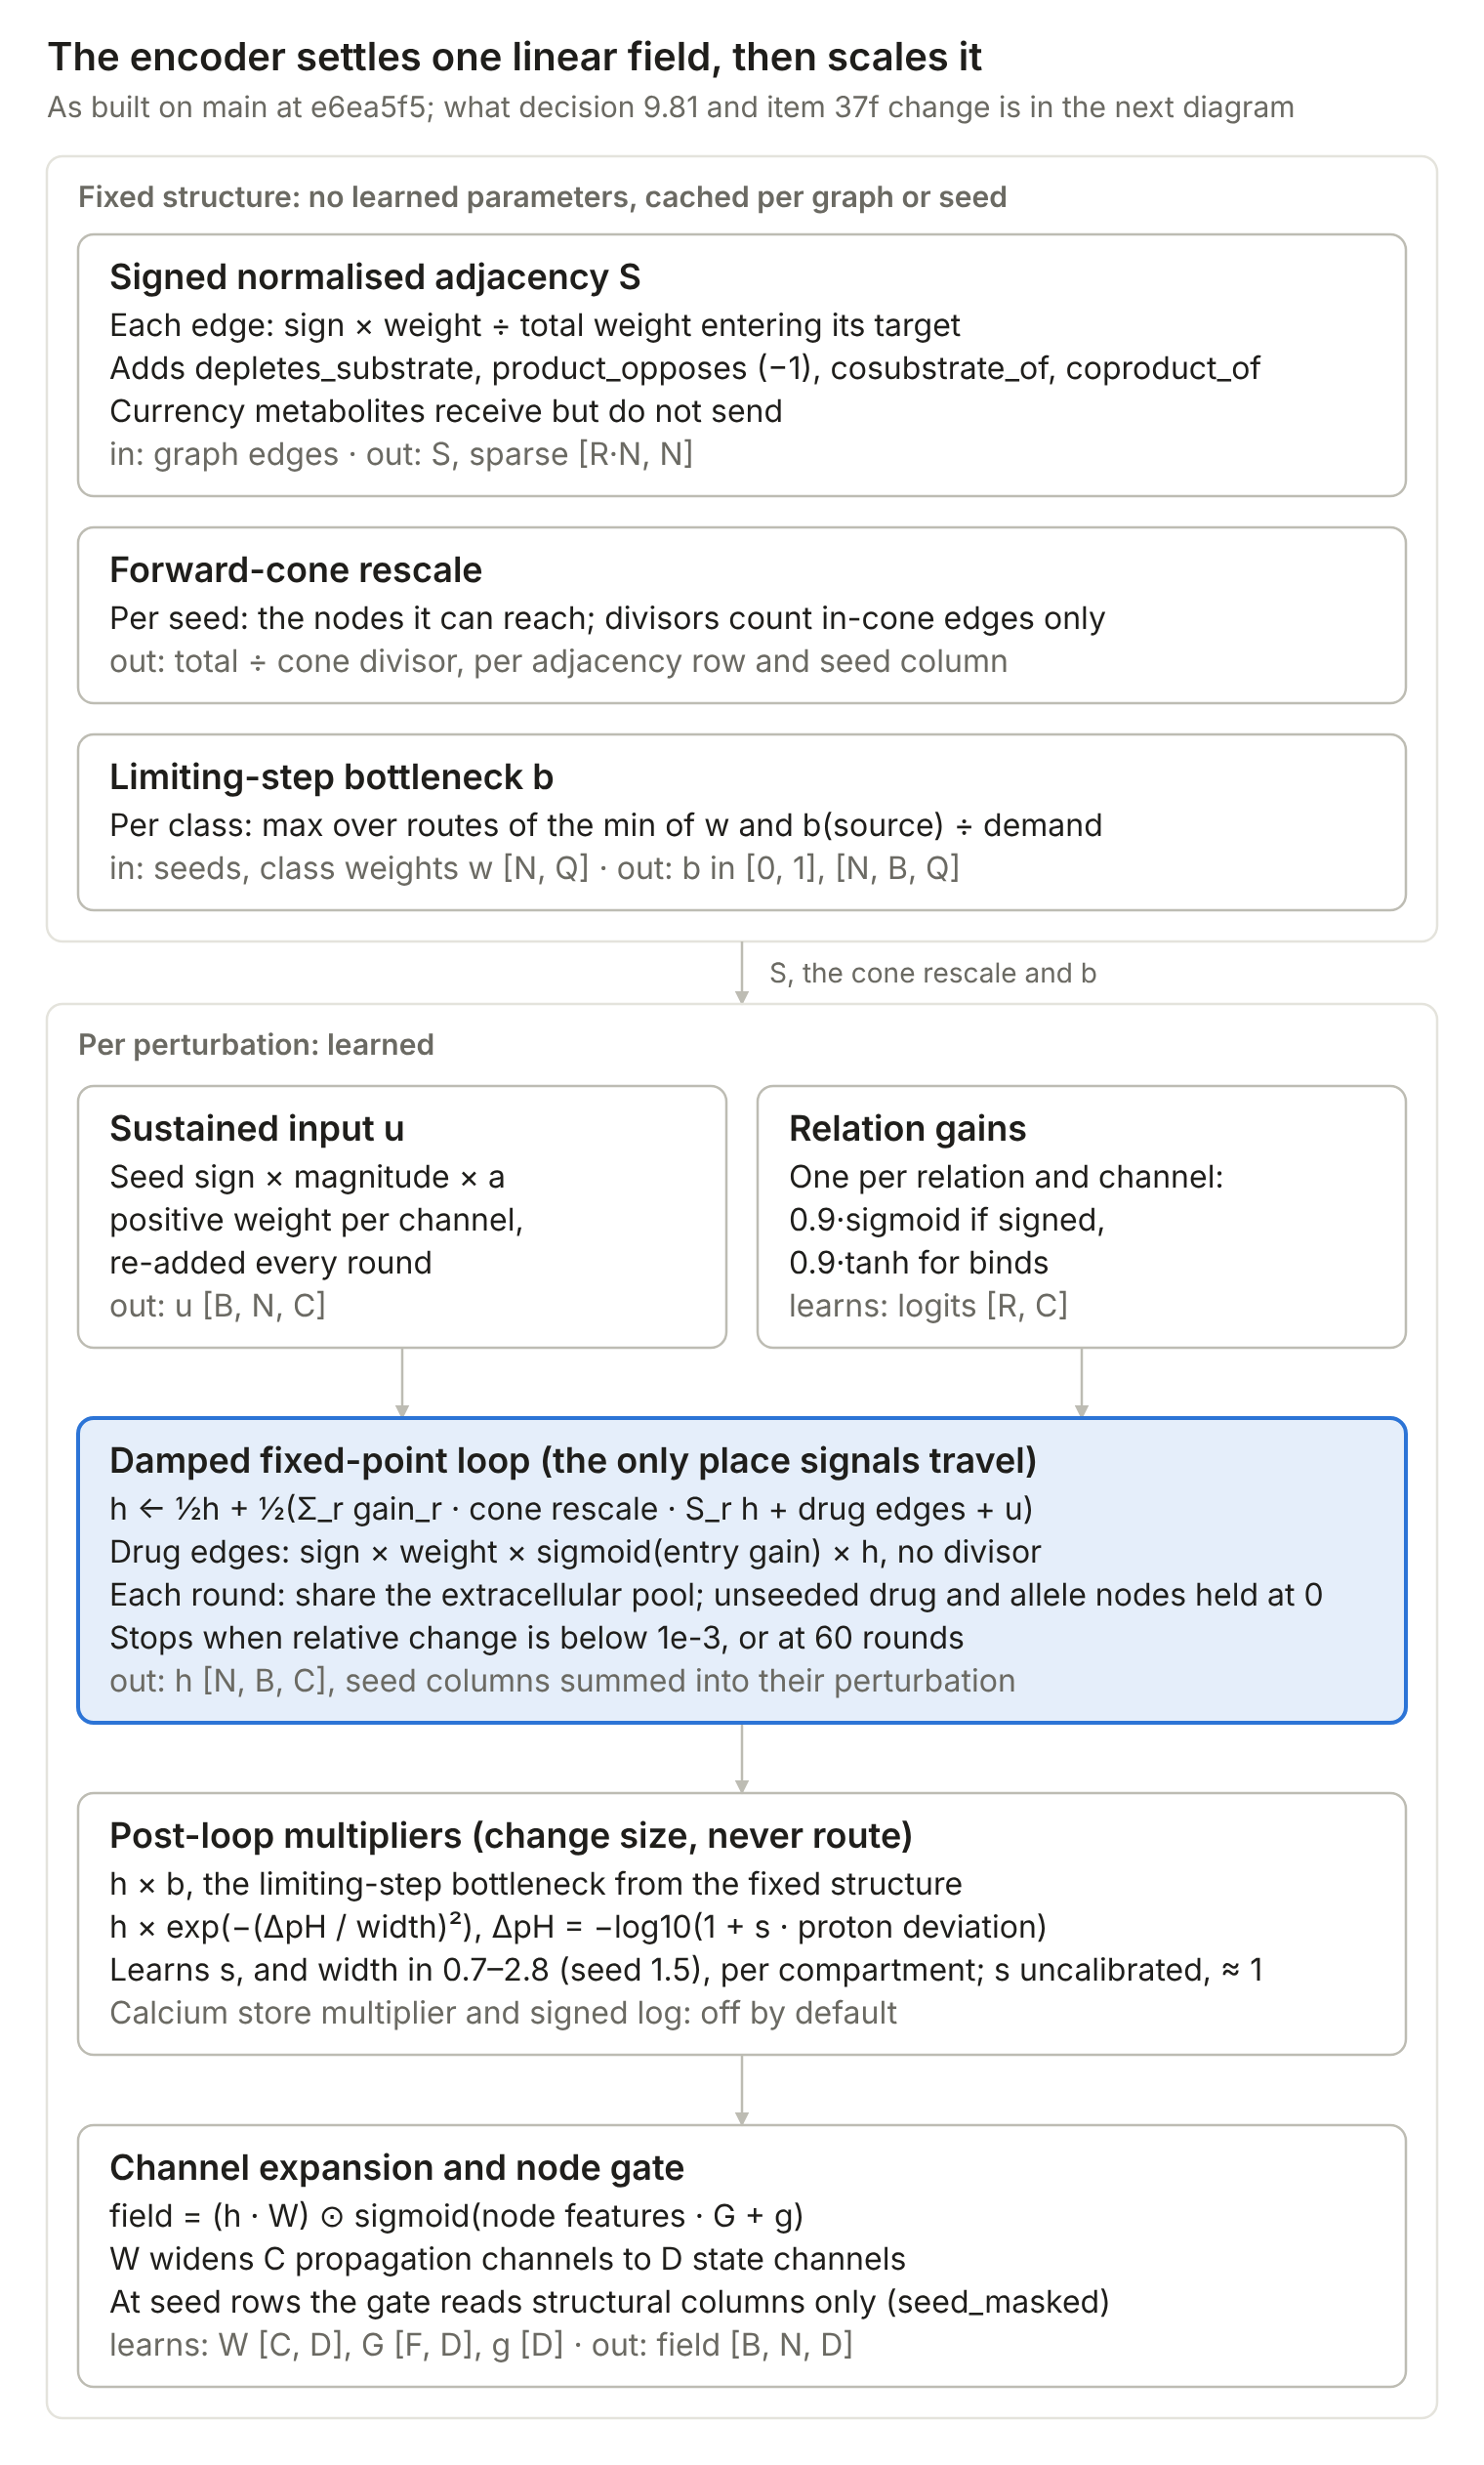 The encoder settles one linear field, then scales it
As built on main at e6ea5f5; what decision 9.81 and item 37f change is in the next diagram
Fixed structure: no learned parameters, cached per graph or seed
Signed normalised adjacency S
Each edge: sign × weight ÷ total weight entering its target
Adds depletes_substrate, product_opposes (−1), cosubstrate_of, coproduct_of
Currency metabolites receive but do not send
in: graph edges · out: S, sparse [R·N, N]
Forward-cone rescale
Per seed: the nodes it can reach; divisors count in-cone edges only
out: total ÷ cone divisor, per adjacency row and seed column
Limiting-step bottleneck b
Per class: max over routes of the min of w and b(source) ÷ demand
in: seeds, class weights w [N, Q] · out: b in [0, 1], [N, B, Q]
S, the cone rescale and b
Per perturbation: learned
Sustained input u
Seed sign × magnitude × a
positive weight per channel,
re-added every round
out: u [B, N, C]
Relation gains
One per relation and channel:
0.9·sigmoid if signed,
0.9·tanh for binds
learns: logits [R, C]
Damped fixed-point loop (the only place signals travel)
h ← ½h + ½(Σ_r gain_r · cone rescale · S_r h + drug edges + u)
Drug edges: sign × weight × sigmoid(entry gain) × h, no divisor
Each round: share the extracellular pool; unseeded drug and allele nodes held at 0
Stops when relative change is below 1e-3, or at 60 rounds
out: h [N, B, C], seed columns summed into their perturbation
Post-loop multipliers (change size, never route)
h × b, the limiting-step bottleneck from the fixed structure
h × exp(−(ΔpH / width)²), ΔpH = −log10(1 + s · proton deviation)
Learns s, and width in 0.7–2.8 (seed 1.5), per compartment; s uncalibrated, ≈ 1
Calcium store multiplier and signed log: off by default
Channel expansion and node gate
field = (h · W) ⊙ sigmoid(node features · G + g)
W widens C propagation channels to D state channels
At seed rows the gate reads structural columns only (seed_masked)
learns: W [C, D], G [F, D], g [D] · out: field [B, N, D]